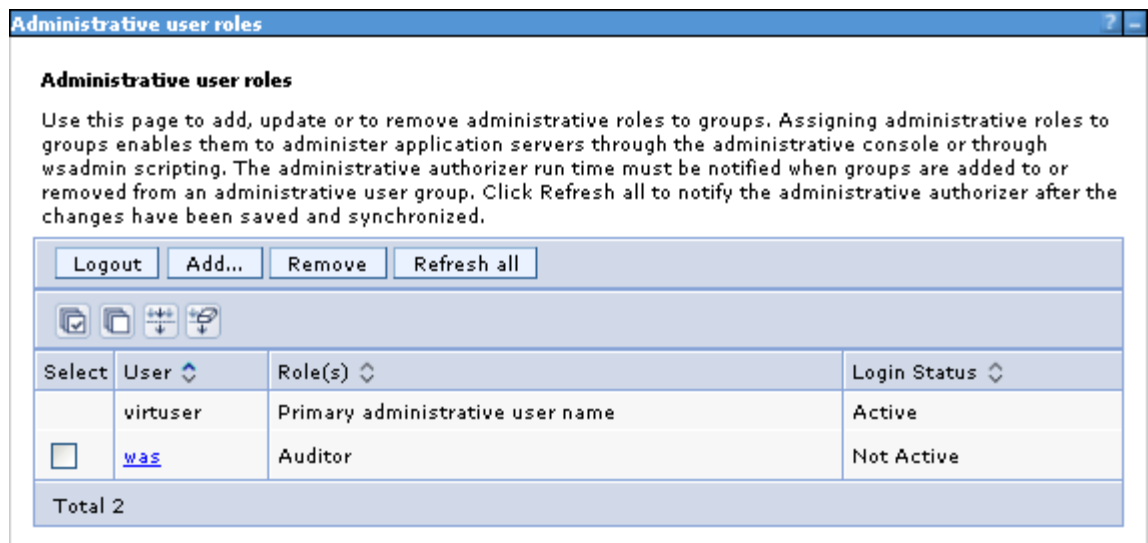 Administrative user roles ? –
Administrative user roles
Use this page to add, update or to remove administrative roles to groups. Assigning administrative roles to
groups enables them to administer application servers through the administrative console or through
wsadmin scripting. The administrative authorizer run time must be notified when groups are added to or
removed from an administrative user group. Click Refresh all to notify the administrative authorizer after the
changes have been saved and synchronized.
Logout Add... Remove Refresh all
Select User Role(s) Login Status
virtuser Primary administrative user name Active
was Auditor Not Active
Total 2